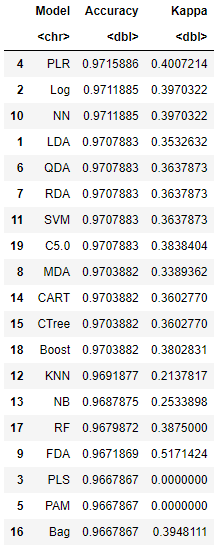 Model Accuracy Kappa
<chr> <dbl> <dbl>
4 PLR 0.9715886 0.4007214
2 Log 0.9711885 0.3970322
10 NN 0.9711885 0.3970322
1 LDA 0.9707883 0.3532632
6 QDA 0.9707883 0.3637873
7 RDA 0.9707883 0.3637873
11 SVM 0.9707883 0.3637873
19 C5.0 0.9707883 0.3838404
8 MDA 0.9703882 0.3389362
14 CART 0.9703882 0.3602770
15 CTree 0.9703882 0.3602770
18 Boost 0.9703882 0.3802831
12 KNN 0.9691877 0.2137817
13 NB 0.9687875 0.2533898
17 RF 0.9679872 0.3875000
9 FDA 0.9671869 0.5171424
3 PLS 0.9667867 0.0000000
5 PAM 0.9667867 0.0000000
16 Bag 0.9667867 0.3948111